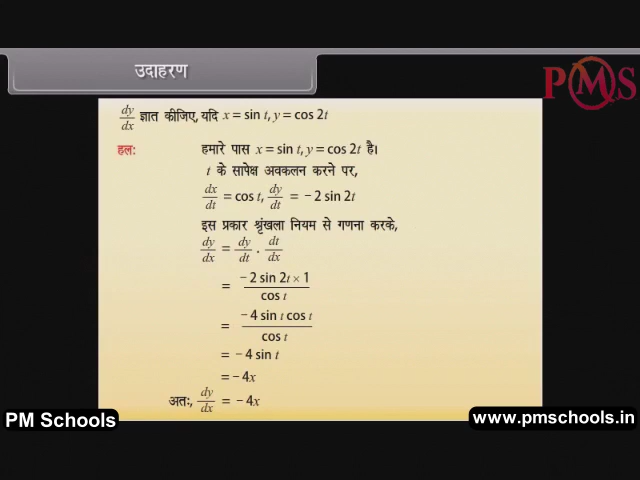 उदाहरण
PMS
dy/dx ज्ञात कीजिए, यदि x = sin t, y = cos 2t
हल: हमारे पास x = sin t, y = cos 2t है।
t के सापेक्ष अवकलन करने पर,
dx/dt = cos t, dy/dt = − 2 sin 2t
इस प्रकार श्रृंखला नियम से गणना करके,
dy/dx = dy/dt . dt/dx
= − 2 sin 2t × 1 / cos t
= − 4 sin t cos t / cos t
= − 4 sin t
= − 4x
अतः, dy/dx = − 4x
PM Schools
www.pmschools.in